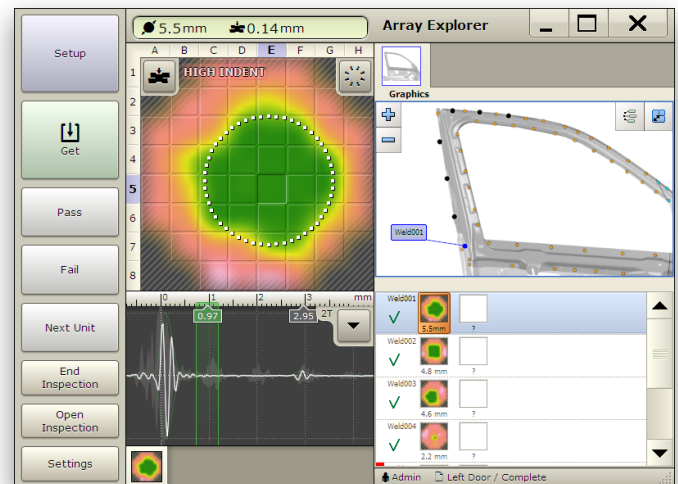 Setup
Get
Pass
Fail
Next Unit
End
Inspection
Open
Inspection
Settings
5.5mm 0.14mm
A B C D E F G H
1
2
3
4
5
6
7
8
HIGH INDENT
0 1 2 3 mm
0.97 2.95 2T
Array Explorer
Graphics
Weld001
Weld001
5.5mm ?
Weld002
4.8 mm ?
Weld003
4.6 mm ?
Weld004
2.2 mm ?
Admin Left Door / Complete